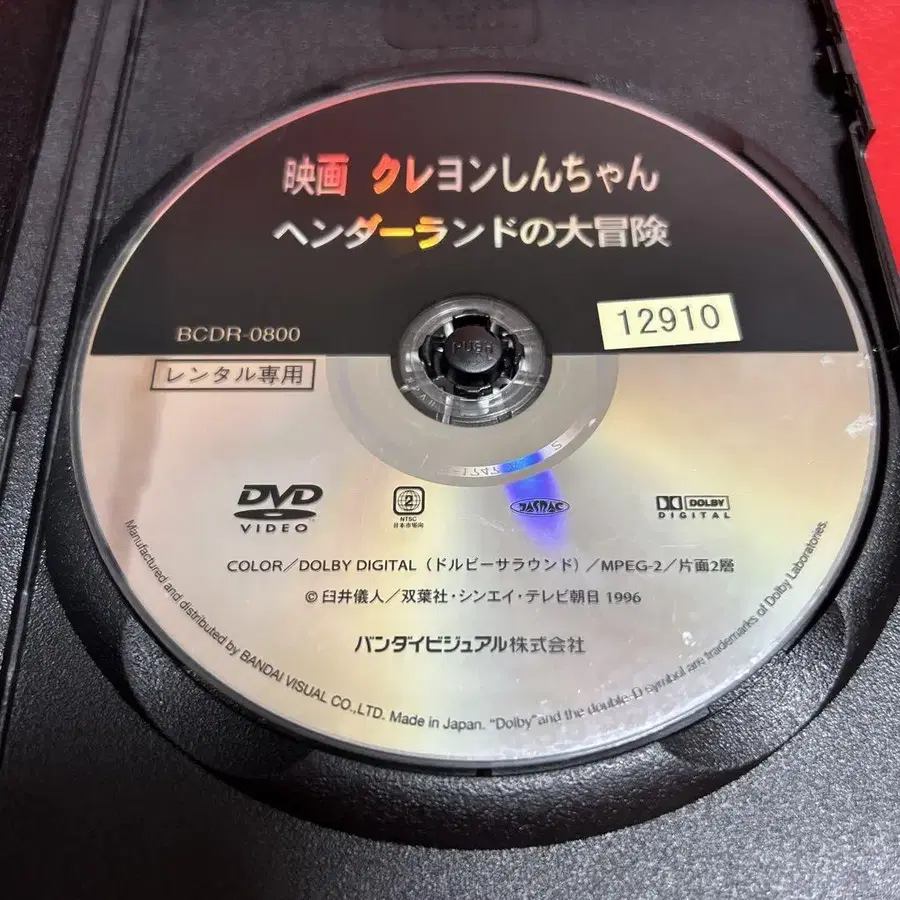 映画 クレヨンしんちゃん
ヘンダーランドの大冒険
BCDR-0800
12910
レンタル専用
PUSH
DVD
VIDEO
2
NTSC
日本市場向
JASRAC
DOLBY
DIGITAL
COLOR/DOLBY DIGITAL (ドルビーサラウンド) /MPEG-2/片面2層
© 臼井儀人/双葉社・シンエイ・テレビ朝日 1996
バンダイビジュアル株式会社
Manufactured and distributed by BANDAI VISUAL CO.,LTD. Made in Japan. "Dolby" and the double-D symbol are trademarks of Dolby Laboratories.